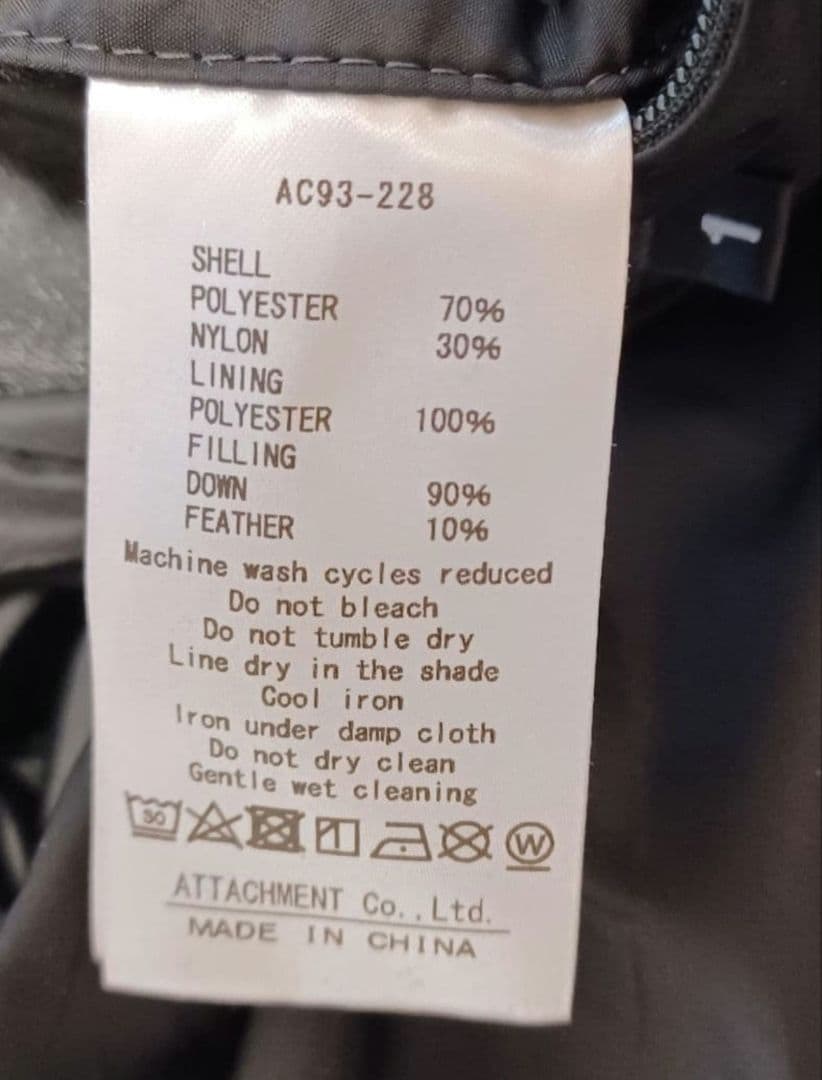 AC93-228
SHELL
POLYESTER 70%
NYLON 30%
LINING
POLYESTER 100%
FILLING
DOWN 90%
FEATHER 10%
Machine wash cycles reduced
Do not bleach
Do not tumble dry
Line dry in the shade
Cool iron
Iron under damp cloth
Do not dry clean
Gentle wet cleaning
30 W
ATTACHMENT Co.,Ltd.
MADE IN CHINA
1